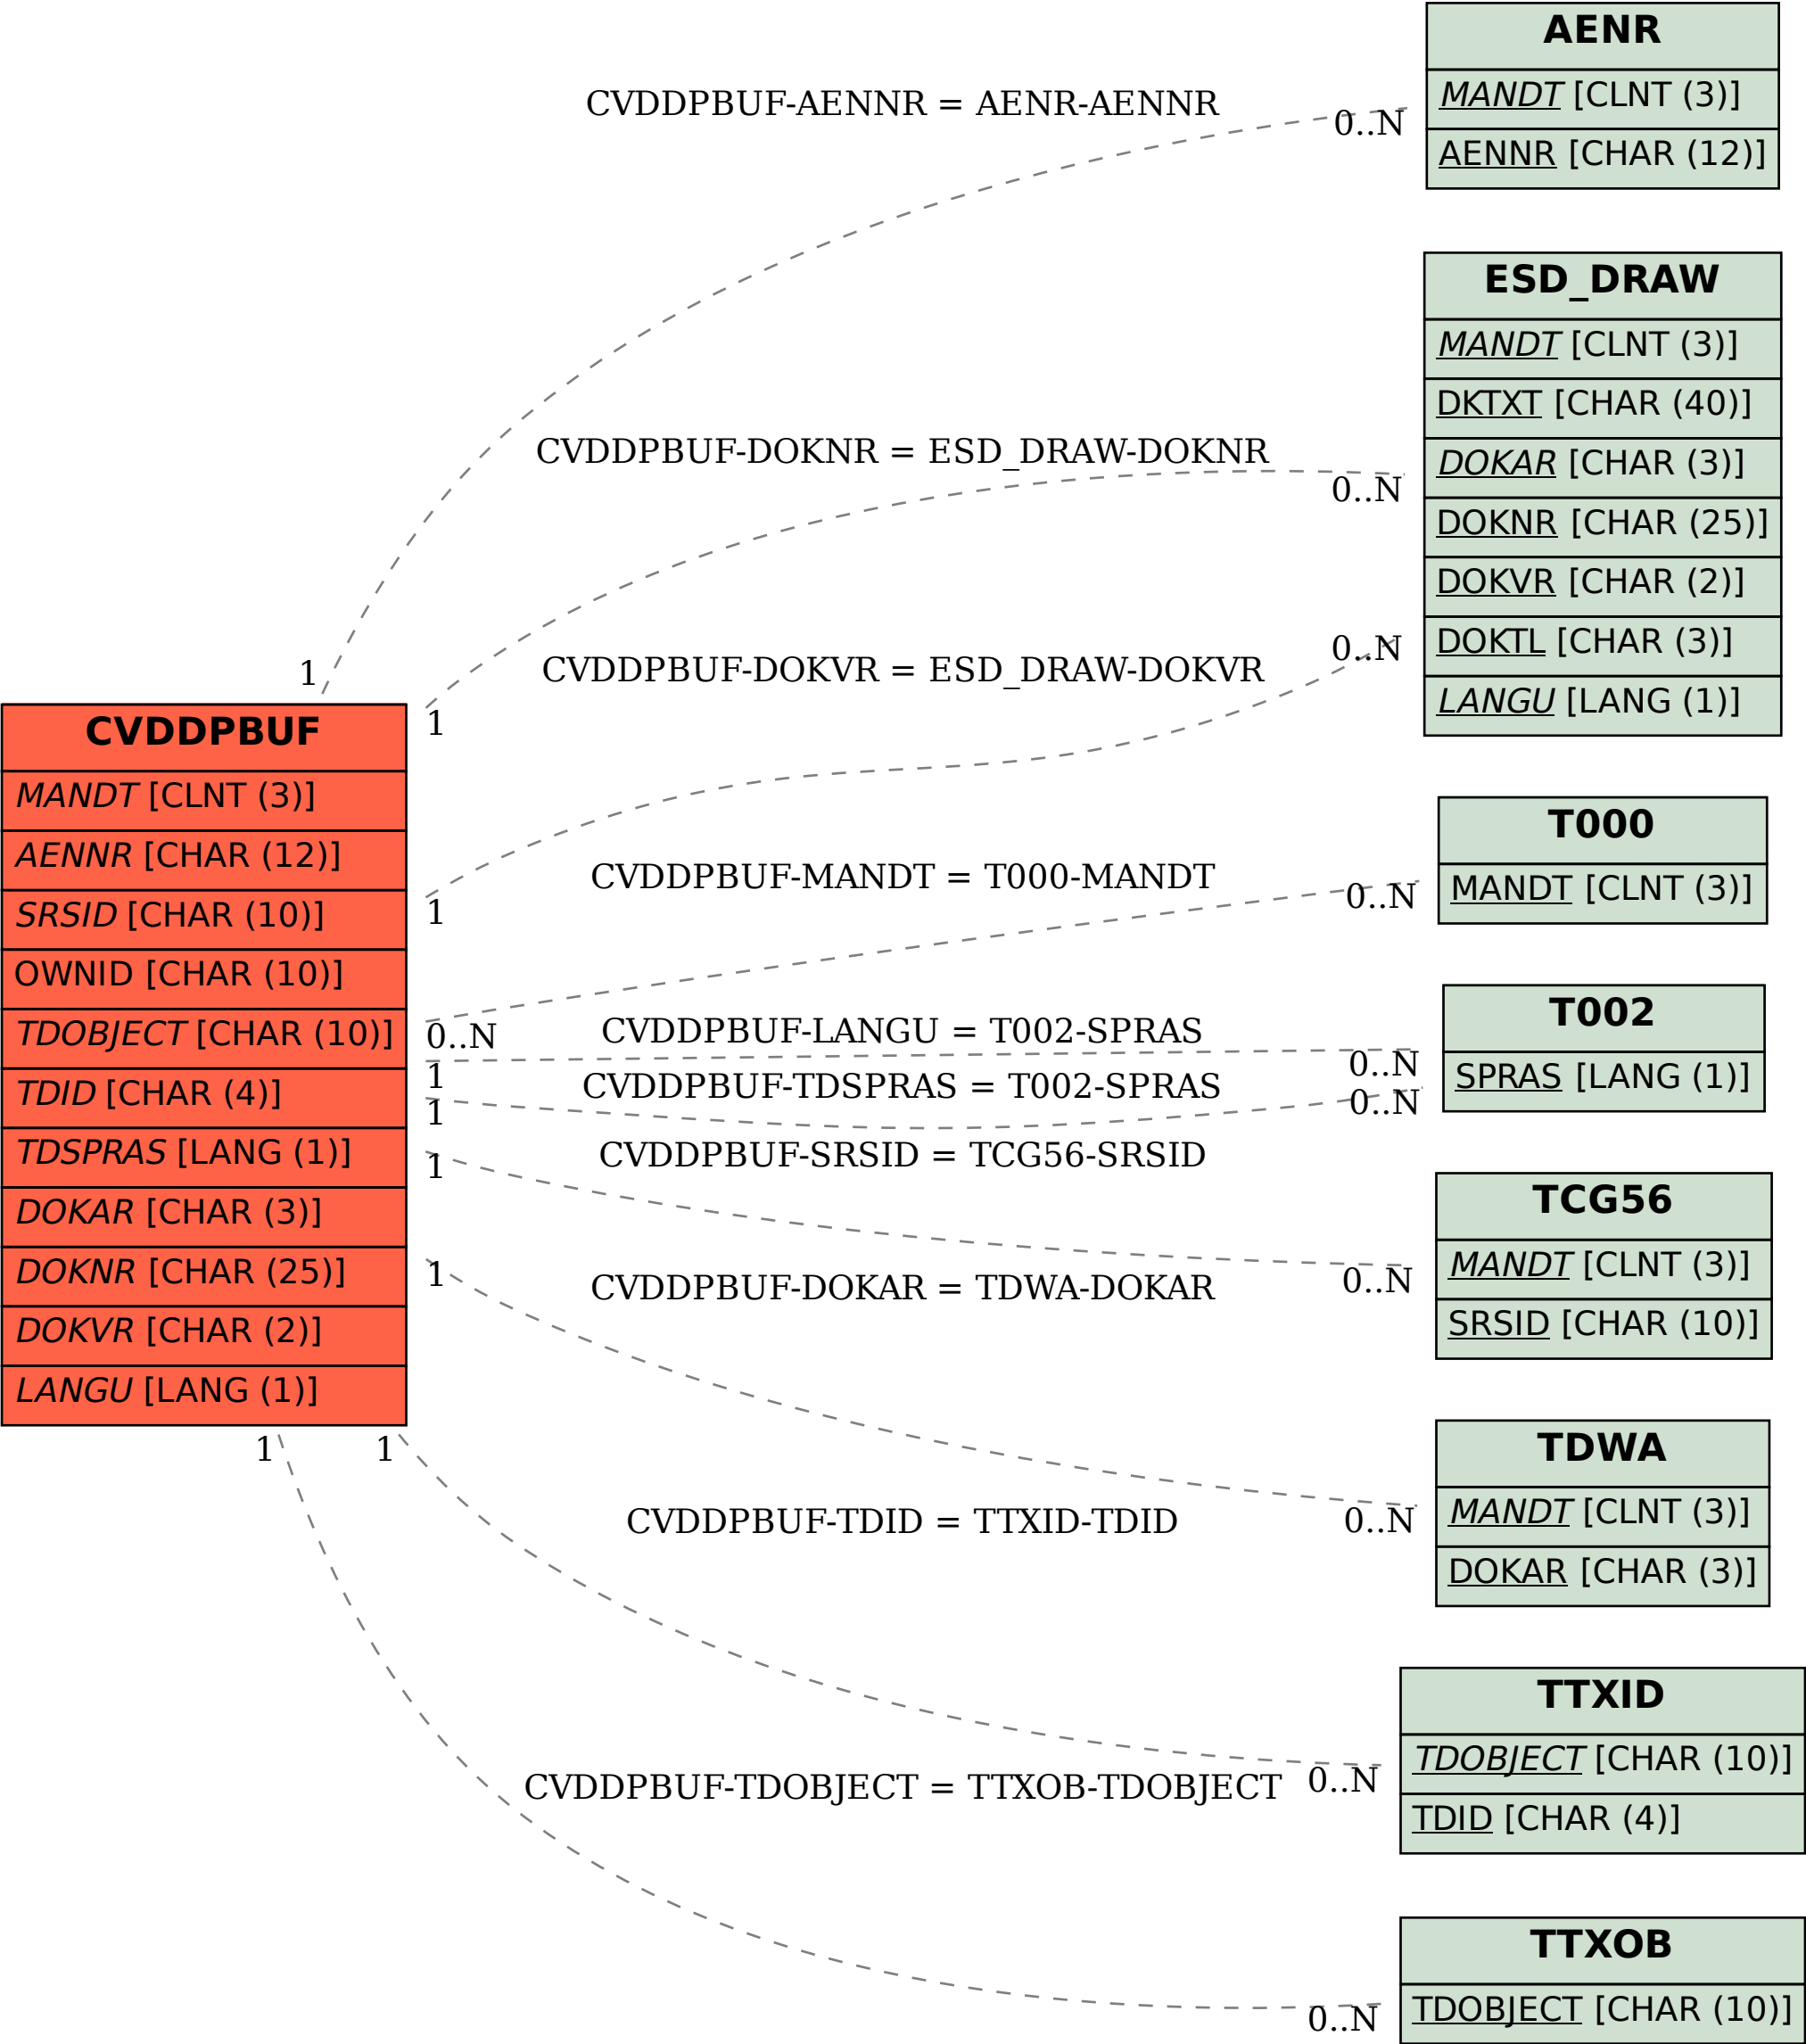 AENR
MANDT [CLNT (3)]
AENNR [CHAR (12)]
CVDDPBUF-AENNR = AENR-AENNR
0..N
1
ESD_DRAW
MANDT [CLNT (3)]
DKTXT [CHAR (40)]
DOKAR [CHAR (3)]
DOKNR [CHAR (25)]
DOKVR [CHAR (2)]
DOKTL [CHAR (3)]
LANGU [LANG (1)]
CVDDPBUF-DOKNR = ESD_DRAW-DOKNR
0..N
1
CVDDPBUF-DOKVR = ESD_DRAW-DOKVR
0..N
1
CVDDPBUF
MANDT [CLNT (3)]
AENNR [CHAR (12)]
SRSID [CHAR (10)]
OWNID [CHAR (10)]
TDOBJECT [CHAR (10)]
TDID [CHAR (4)]
TDSPRAS [LANG (1)]
DOKAR [CHAR (3)]
DOKNR [CHAR (25)]
DOKVR [CHAR (2)]
LANGU [LANG (1)]
T000
MANDT [CLNT (3)]
CVDDPBUF-MANDT = T000-MANDT
0..N
0..N
T002
SPRAS [LANG (1)]
CVDDPBUF-LANGU = T002-SPRAS
0..N
1
CVDDPBUF-TDSPRAS = T002-SPRAS
0..N
1
TCG56
MANDT [CLNT (3)]
SRSID [CHAR (10)]
CVDDPBUF-SRSID = TCG56-SRSID
0..N
1
TDWA
MANDT [CLNT (3)]
DOKAR [CHAR (3)]
CVDDPBUF-DOKAR = TDWA-DOKAR
0..N
1
TTXID
TDOBJECT [CHAR (10)]
TDID [CHAR (4)]
CVDDPBUF-TDID = TTXID-TDID
0..N
1
TTXOB
TDOBJECT [CHAR (10)]
CVDDPBUF-TDOBJECT = TTXOB-TDOBJECT
0..N
1